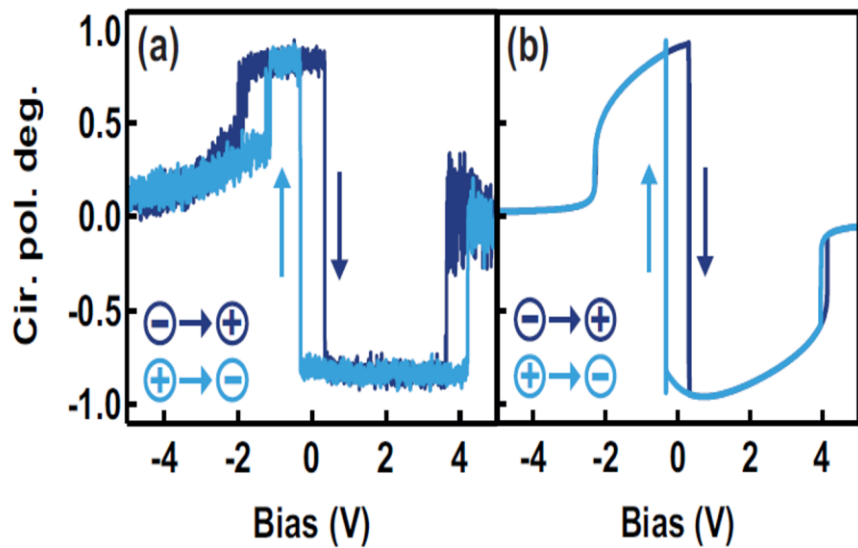 Cir. pol. deg.
1.0
0.5
0.0
-0.5
-1.0
(a)
- → +
+ → -
-4 -2 0 2 4
Bias (V)
(b)
- → +
+ → -
-4 -2 0 2 4
Bias (V)